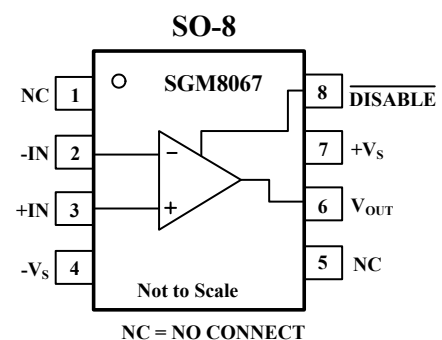 SO-8
SGM8067
NC 1
-IN 2
+IN 3
-VS 4
8 DISABLE
7 +VS
6 VOUT
5 NC
−
+
Not to Scale
NC = NO CONNECT